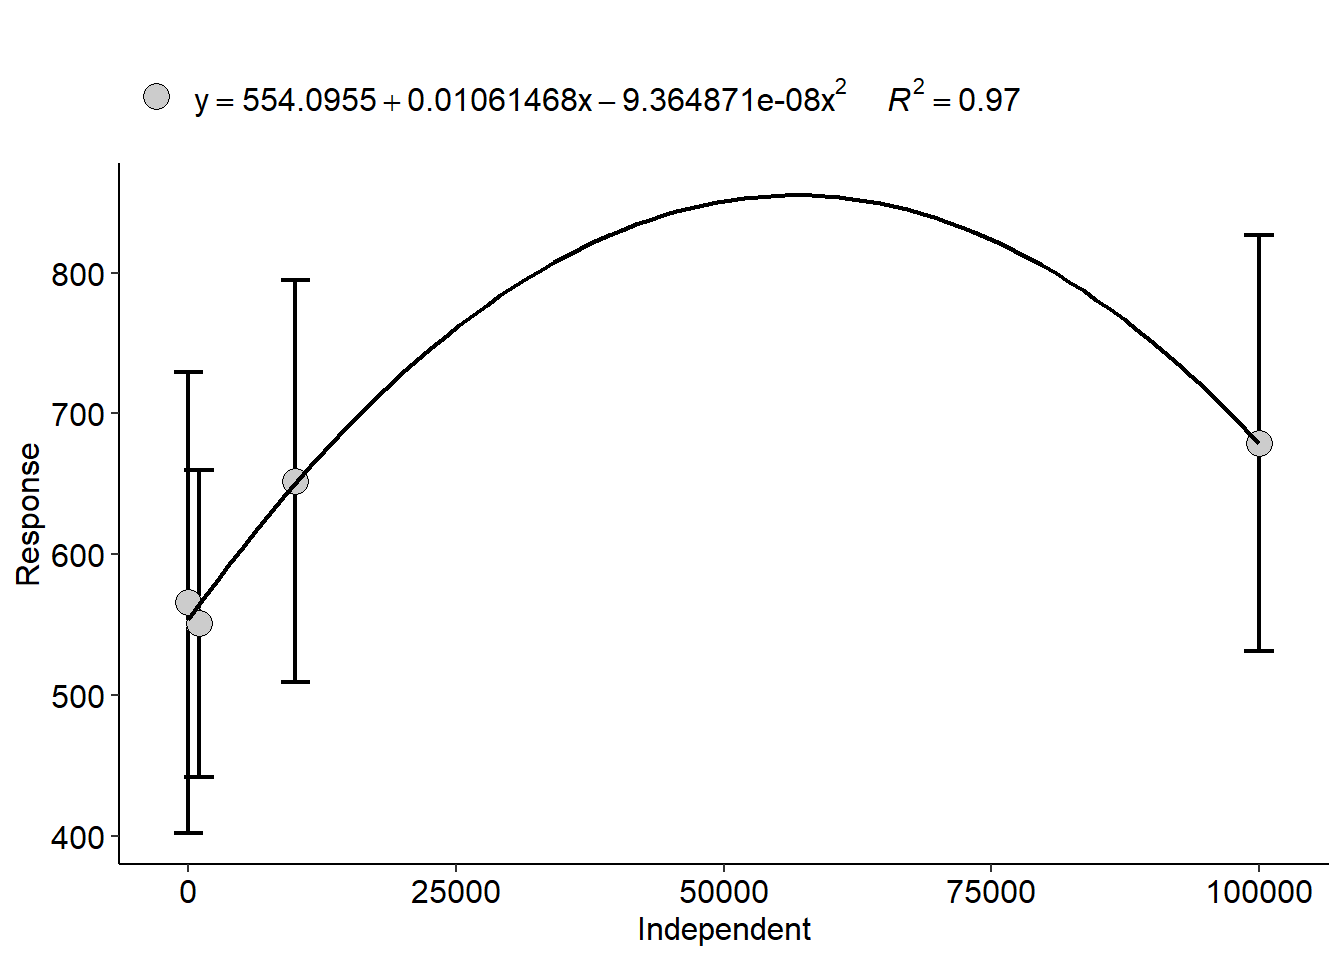 y = 554.0955 + 0.01061468x − 9.364871e-08x² R² = 0.97
800
700
600
500
400
Response
0 25000 50000 75000 100000
Independent